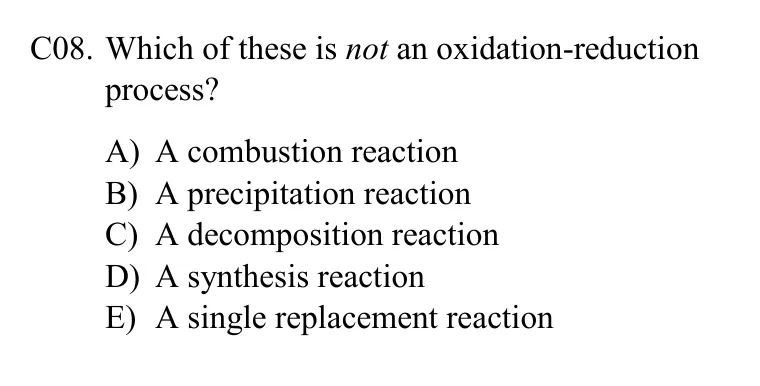 C08. Which of these is not an oxidation-reduction
process?
A) A combustion reaction
B) A precipitation reaction
C) A decomposition reaction
D) A synthesis reaction
E) A single replacement reaction